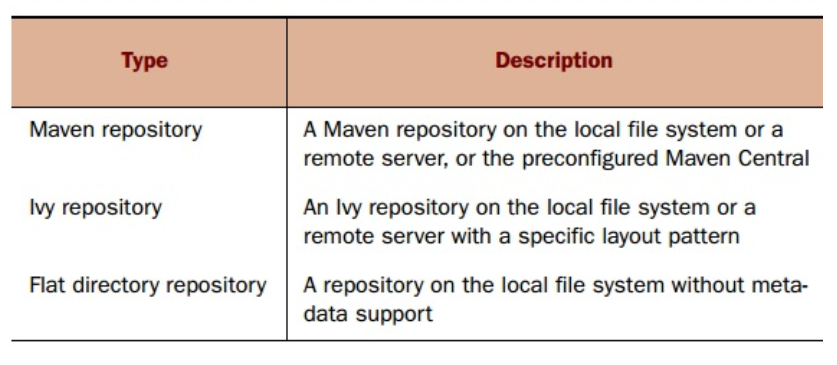 Type Description
Maven repository A Maven repository on the local file system or a
remote server, or the preconfigured Maven Central
Ivy repository An Ivy repository on the local file system or a
remote server with a specific layout pattern
Flat directory repository A repository on the local file system without meta-
data support